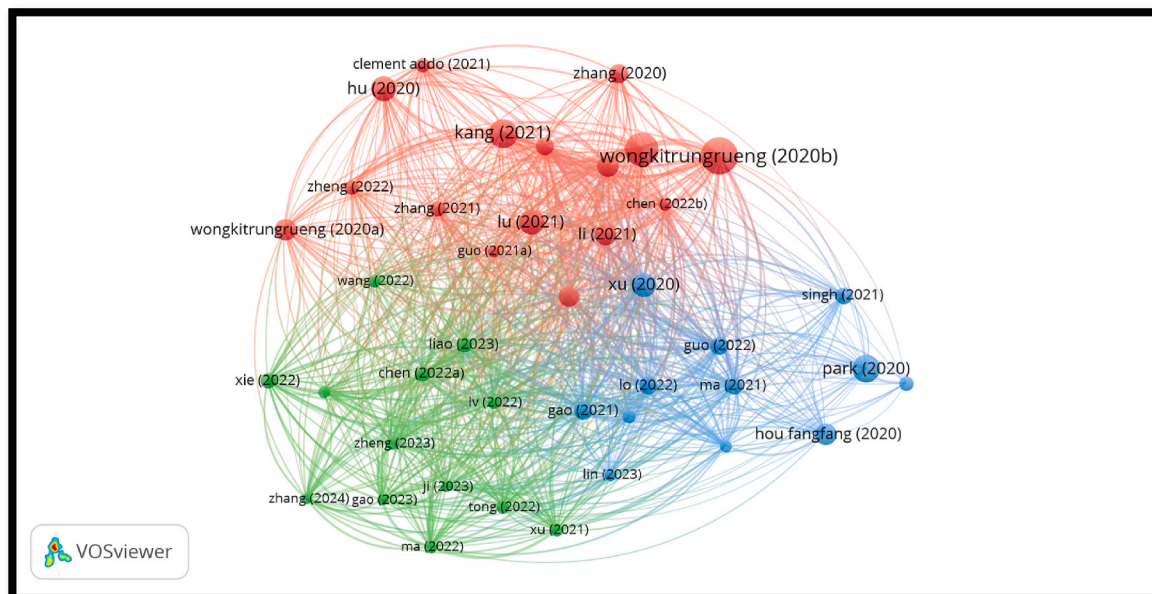 clement addo (2021)
zhang (2020)
hu (2020)
kang (2021)
wongkitrungrueng (2020b)
zheng (2022)
chen (2022b)
zhang (2021)
lu (2021)
wongkitrungrueng (2020a)
li (2021)
guo (2021a)
wang (2022)
xu (2020)
singh (2021)
liao (2023)
guo (2022)
park (2020)
chen (2022a)
xie (2022)
lo (2022)
ma (2021)
lv (2022)
gao (2021)
hou fangfang (2020)
zheng (2023)
lin (2023)
ji (2023)
zhang (2024)
gao (2023)
tong (2022)
xu (2021)
ma (2022)
VOSviewer